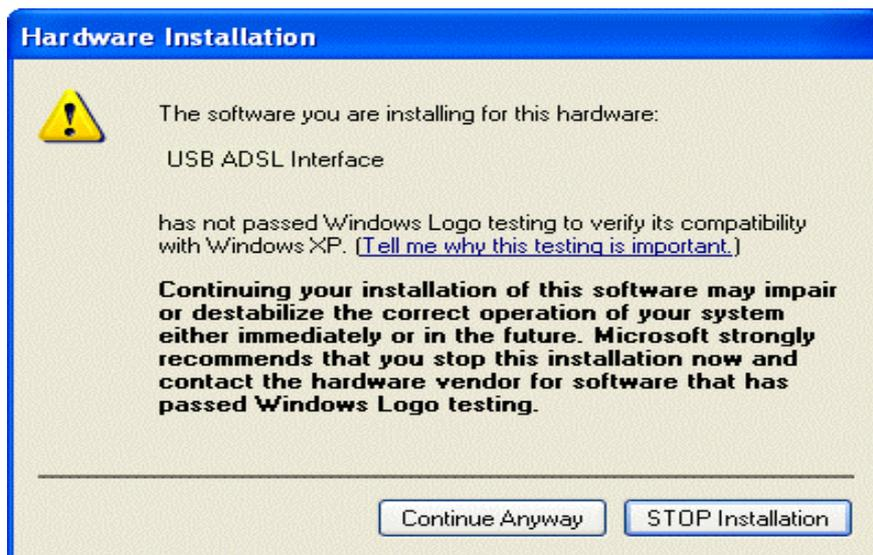 Hardware Installation
The software you are installing for this hardware:
USB ADSL Interface
has not passed Windows Logo testing to verify its compatibility
with Windows XP. (Tell me why this testing is important.)
Continuing your installation of this software may impair
or destabilize the correct operation of your system
either immediately or in the future. Microsoft strongly
recommends that you stop this installation now and
contact the hardware vendor for software that has
passed Windows Logo testing.
Continue Anyway
STOP Installation